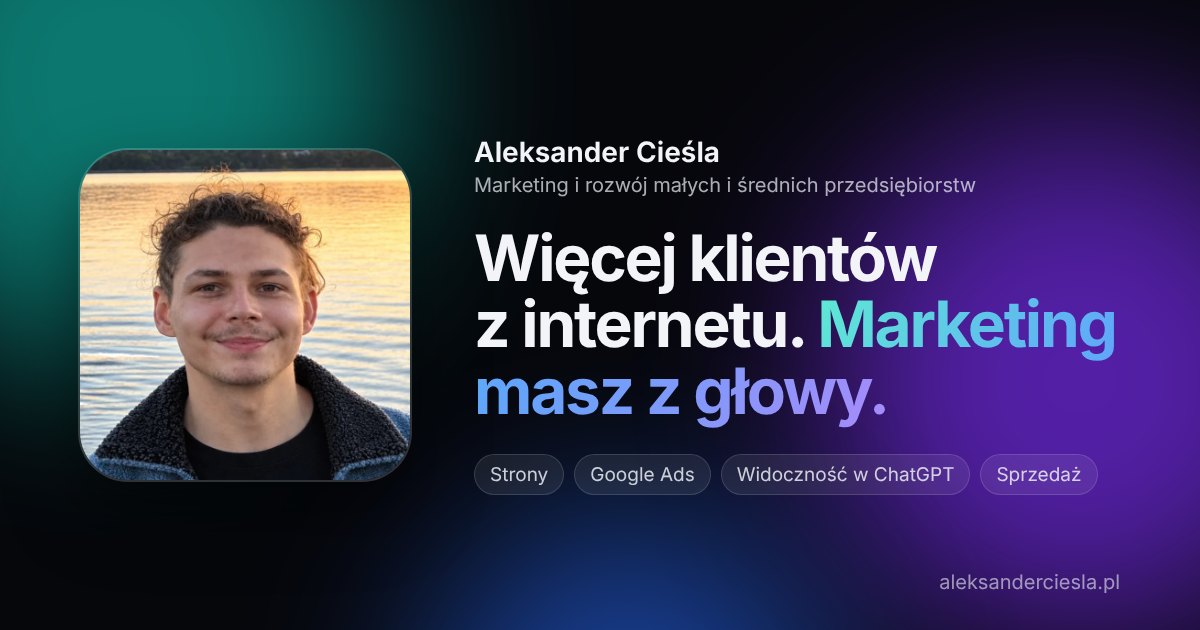 Aleksander Cieśla
Marketing i rozwój małych i średnich przedsiębiorstw
Więcej klientów
z internetu. Marketing
masz z głowy.
Strony
Google Ads
Widoczność w ChatGPT
Sprzedaż
aleksanderciesla.pl